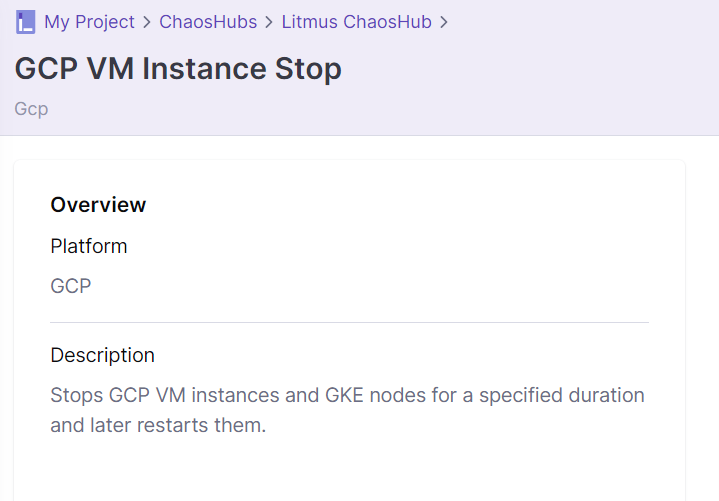 My Project > ChaosHubs > Litmus ChaosHub >
GCP VM Instance Stop
Gcp
Overview
Platform
GCP
Description
Stops GCP VM instances and GKE nodes for a specified duration
and later restarts them.